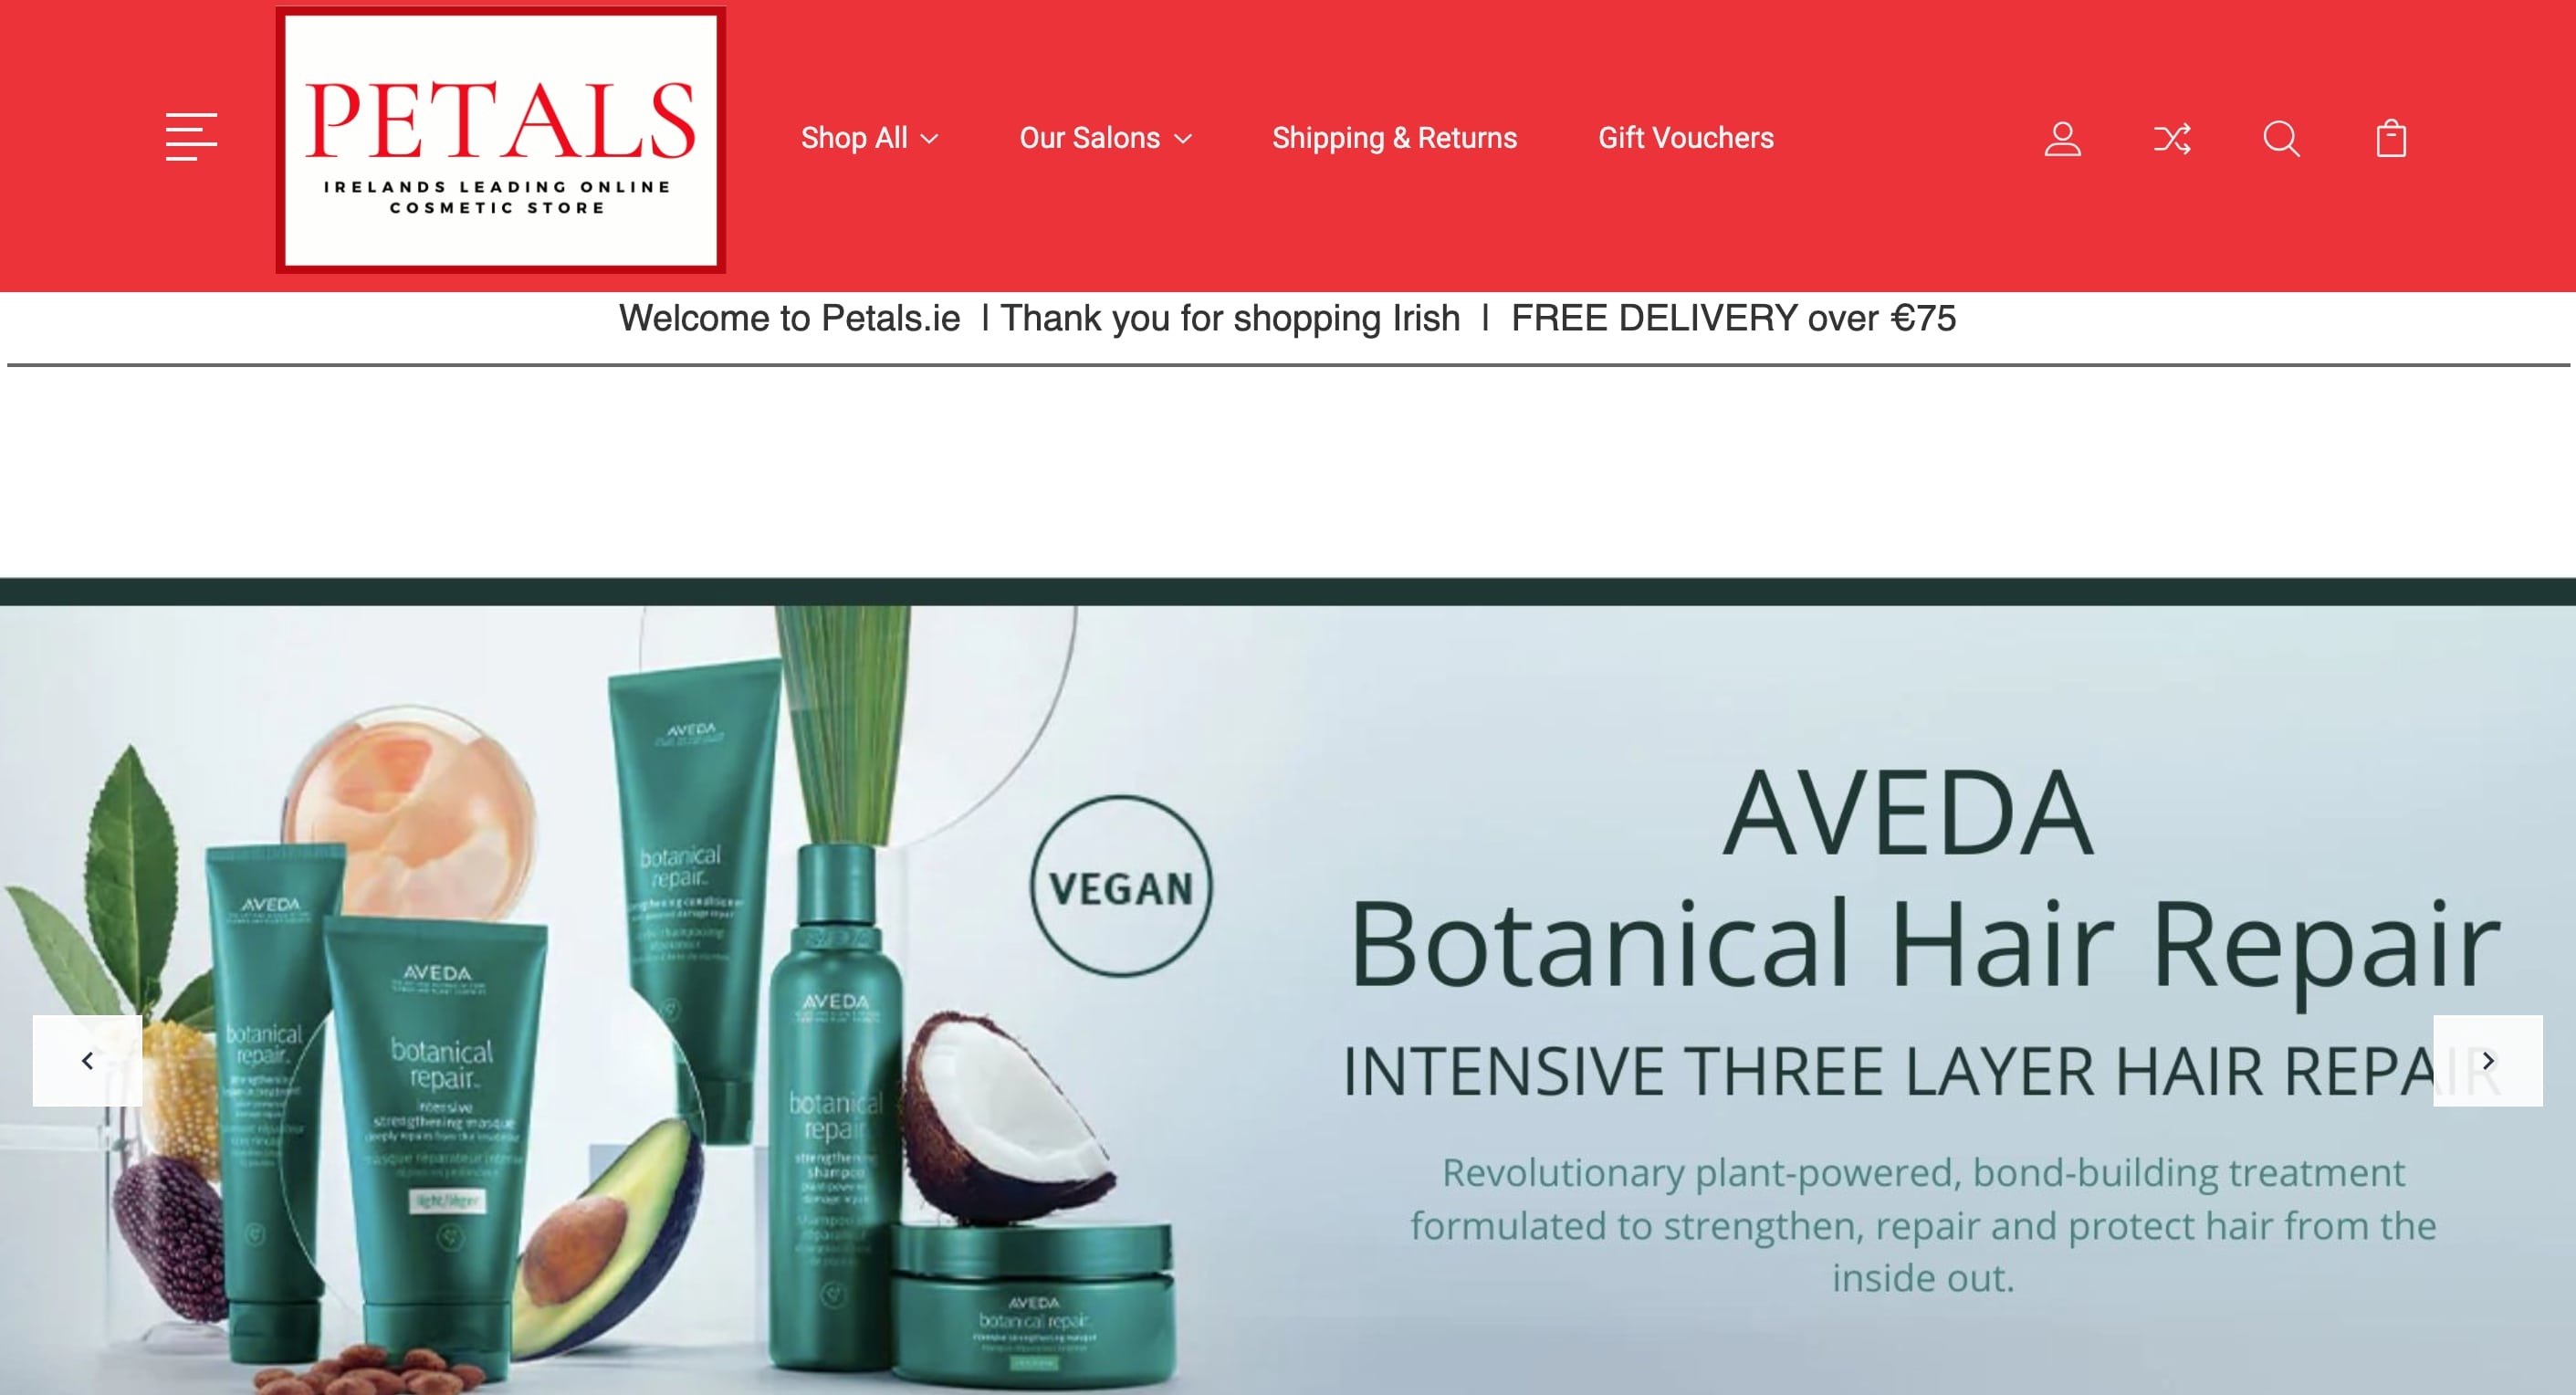 PETALS
IRELANDS LEADING ONLINE
COSMETIC STORE
Shop All
Our Salons
Shipping & Returns
Gift Vouchers
Welcome to Petals.ie | Thank you for shopping Irish | FREE DELIVERY over €75
AVEDA
botanical
repair
AVEDA
botanical
repair
intensive
strengthening masque
AVEDA
botanical
repair
AVEDA
botanical
repair
strengthening
shampoo
AVEDA
botanical repair
VEGAN
AVEDA
Botanical Hair Repair
INTENSIVE THREE LAYER HAIR REPAIR
Revolutionary plant-powered, bond-building treatment
formulated to strengthen, repair and protect hair from the
inside out.